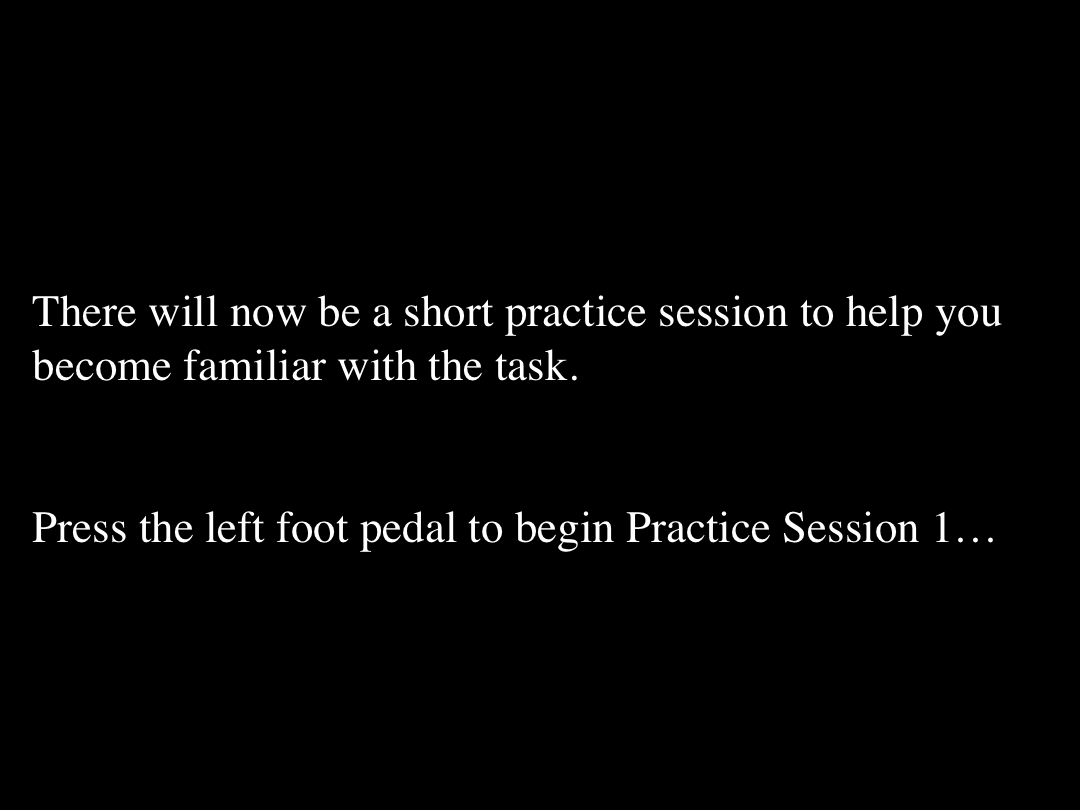 There will now be a short practice session to help you
become familiar with the task.
Press the left foot pedal to begin Practice Session 1…